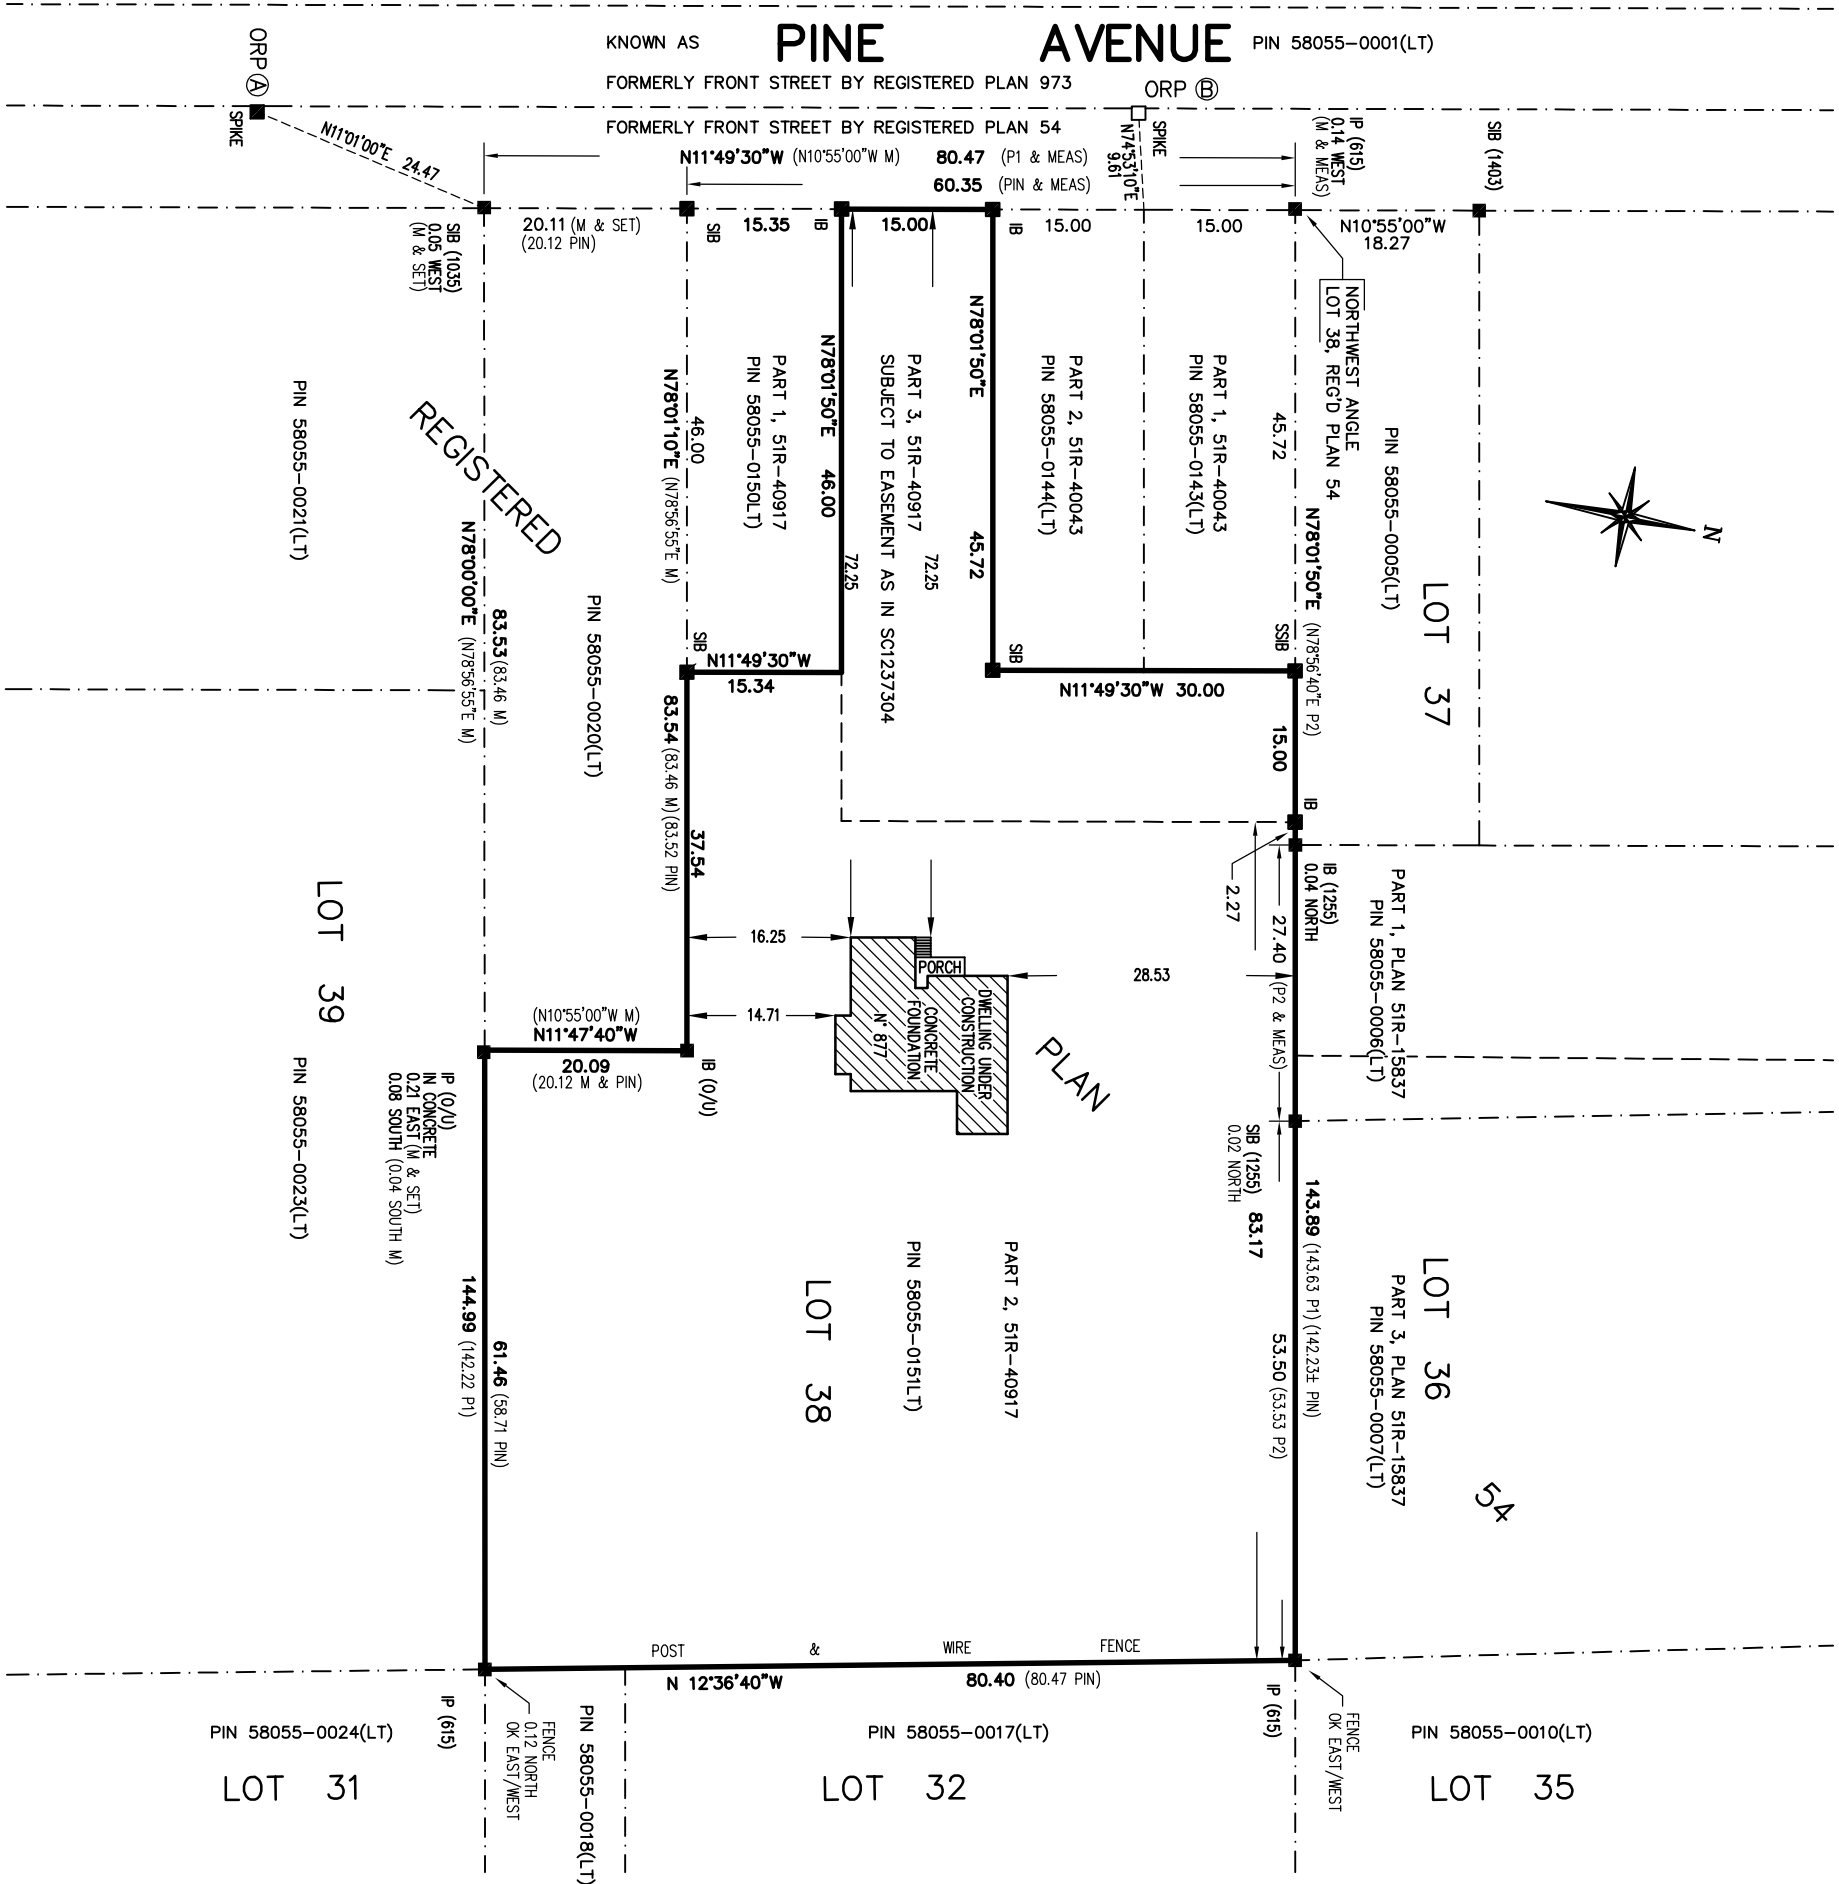 KNOWN AS PINE AVENUE PIN 58055-0001(LT)
FORMERLY FRONT STREET BY REGISTERED PLAN 973
ORP Ⓑ
FORMERLY FRONT STREET BY REGISTERED PLAN 54
ORP Ⓐ
SPIKE
N11°01'00"E 24.47
SPIKE
N74°53'10"E
9.61
IP (615)
0.14 WEST
(M & MEAS)
SIB (1403)
N11°49'30"W (N10°55'00"W M) 80.47 (P1 & MEAS)
60.35 (PIN & MEAS)
SIB (1035)
0.05 WEST
(M & SET)
20.11 (M & SET)
(20.12 PIN)
SIB
15.35
IB
15.00
IB
15.00
15.00
N10°55'00"W
18.27
NORTHWEST ANGLE
LOT 38, REG'D PLAN 54
PIN 58055-0021(LT)
REGISTERED
N78°00'00"E (N78°56'55"E M)
83.53 (83.46 M)
PIN 58055-0020(LT)
46.00
N78°01'10"E (N78°56'55"E M)
PART 1, 51R-40917
PIN 58055-0150LT)
N78°01'50"E 46.00
72.25
PART 3, 51R-40917
SUBJECT TO EASEMENT AS IN SC1237304
72.25
N78°01'50"E 45.72
PART 2, 51R-40043
PIN 58055-0144(LT)
PART 1, 51R-40043
PIN 58055-0143(LT)
45.72
N78°01'50"E (N78°56'40"E P2)
PIN 58055-0005(LT)
LOT 37
N
SIB
N11°49'30"W
15.34
SIB
N11°49'30"W 30.00
SSIB
15.00
IB
83.54 (83.46 M) (83.52 PIN)
37.54
2.27
IB (1255)
0.04 NORTH
27.40 (P2 & MEAS)
PART 1, PLAN 51R-15837
PIN 58055-0006(LT)
LOT 39
PIN 58055-0023(LT)
16.25
14.71
28.53
PORCH
DWELLING UNDER
CONSTRUCTION
CONCRETE
FOUNDATION
N° 877
PLAN
(N10°55'00"W M)
N11°47'40"W
20.09
(20.12 M & PIN)
IB (O/U)
IP (O/U)
IN CONCRETE
0.21 EAST (M & SET)
0.08 SOUTH (0.04 SOUTH M)
SIB (1255)
0.02 NORTH
83.17
143.89 (143.63 P1) (142.23± PIN)
53.50 (53.53 P2)
LOT 36
PART 3, PLAN 51R-15837
PIN 58055-0007(LT)
54
144.99 (142.22 P1)
61.46 (58.71 PIN)
LOT 38
PIN 58055-0151LT)
PART 2, 51R-40917
POST & WIRE FENCE
N 12°36'40"W 80.40 (80.47 PIN)
IP (615)
FENCE
0.12 NORTH
OK EAST/WEST
PIN 58055-0018(LT)
IP (615)
FENCE
OK EAST/WEST
PIN 58055-0024(LT)
LOT 31
PIN 58055-0017(LT)
LOT 32
PIN 58055-0010(LT)
LOT 35